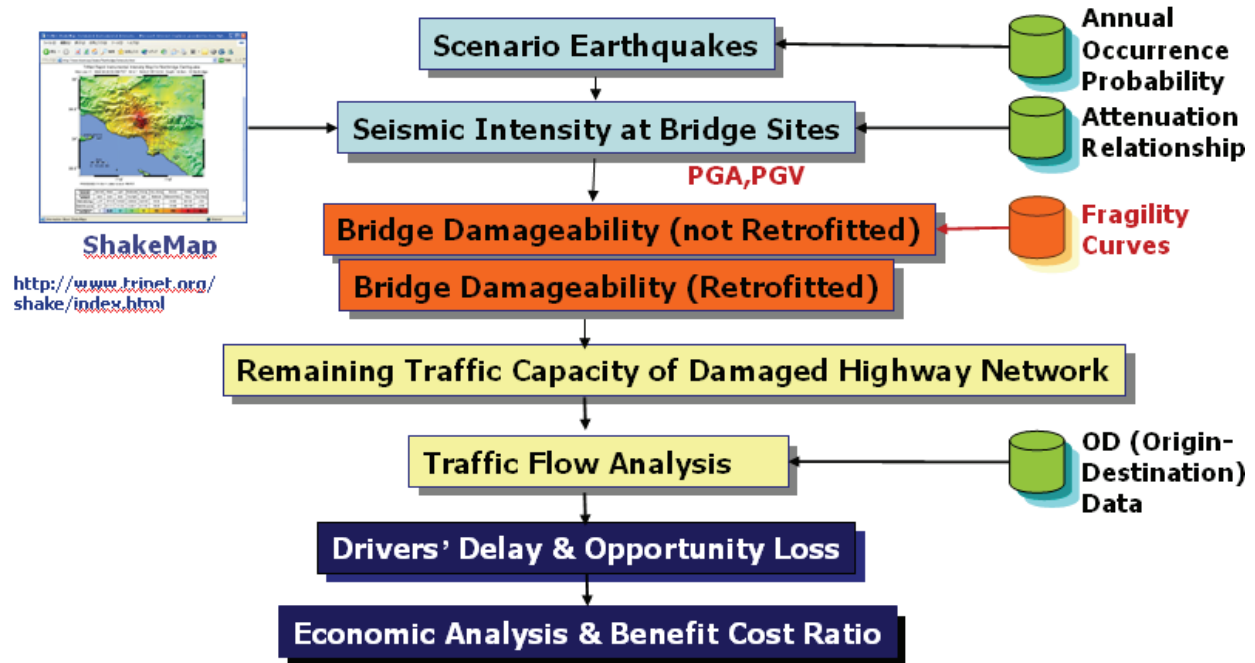 Scenario Earthquakes
Annual
Occurrence
Probability
Seismic Intensity at Bridge Sites
Attenuation
Relationship
PGA,PGV
ShakeMap
http://www.trinet.org/
shake/index.html
Bridge Damageability (not Retrofitted)
Fragility
Curves
Bridge Damageability (Retrofitted)
Remaining Traffic Capacity of Damaged Highway Network
Traffic Flow Analysis
OD (Origin-
Destination)
Data
Drivers’ Delay & Opportunity Loss
Economic Analysis & Benefit Cost Ratio